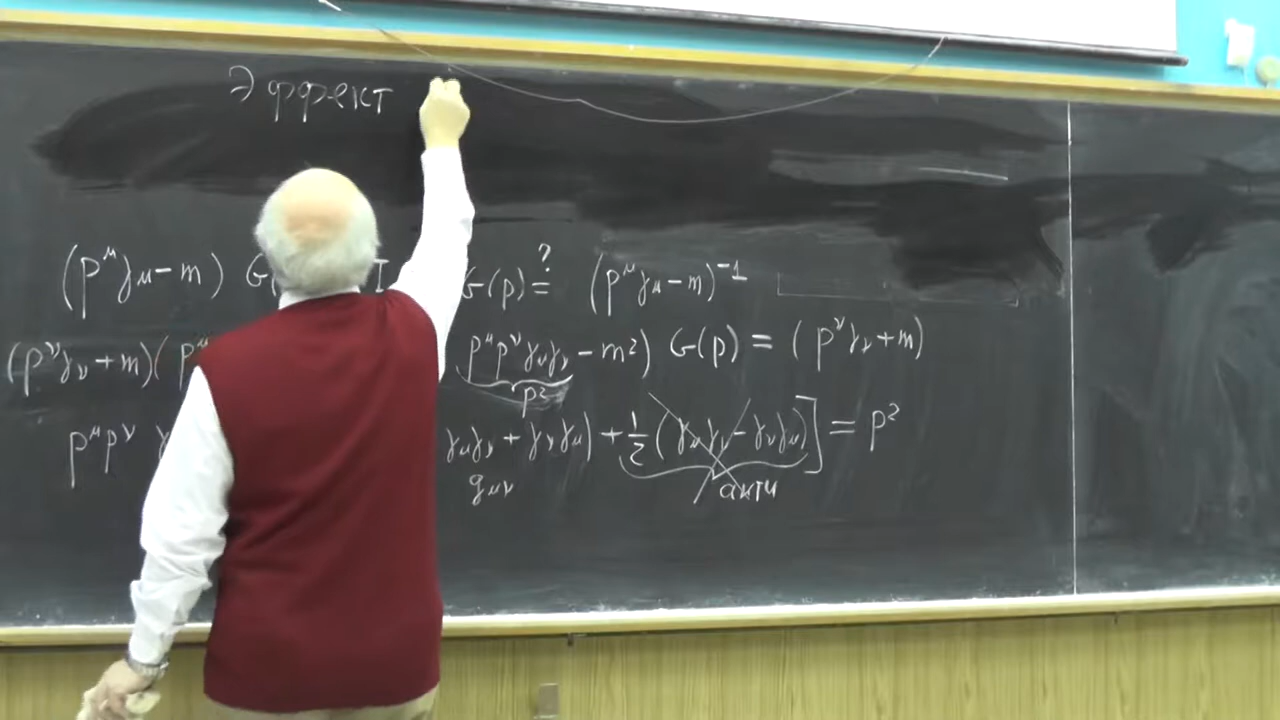 Эффект
(p^μ γ_μ − m) G( I G(p) =^? (p^μ γ_μ − m)^{−1}
(p^ν γ_ν + m)(p^μ p^μ p^ν γ_μ γ_ν − m²) G(p) = (p^ν γ_ν + m)
p²
p^μ p^ν γ_μ γ_ν + γ_ν γ_μ) + 1/2 (γ_μ γ_ν − γ_ν γ_μ)] = p²
g_μν анти